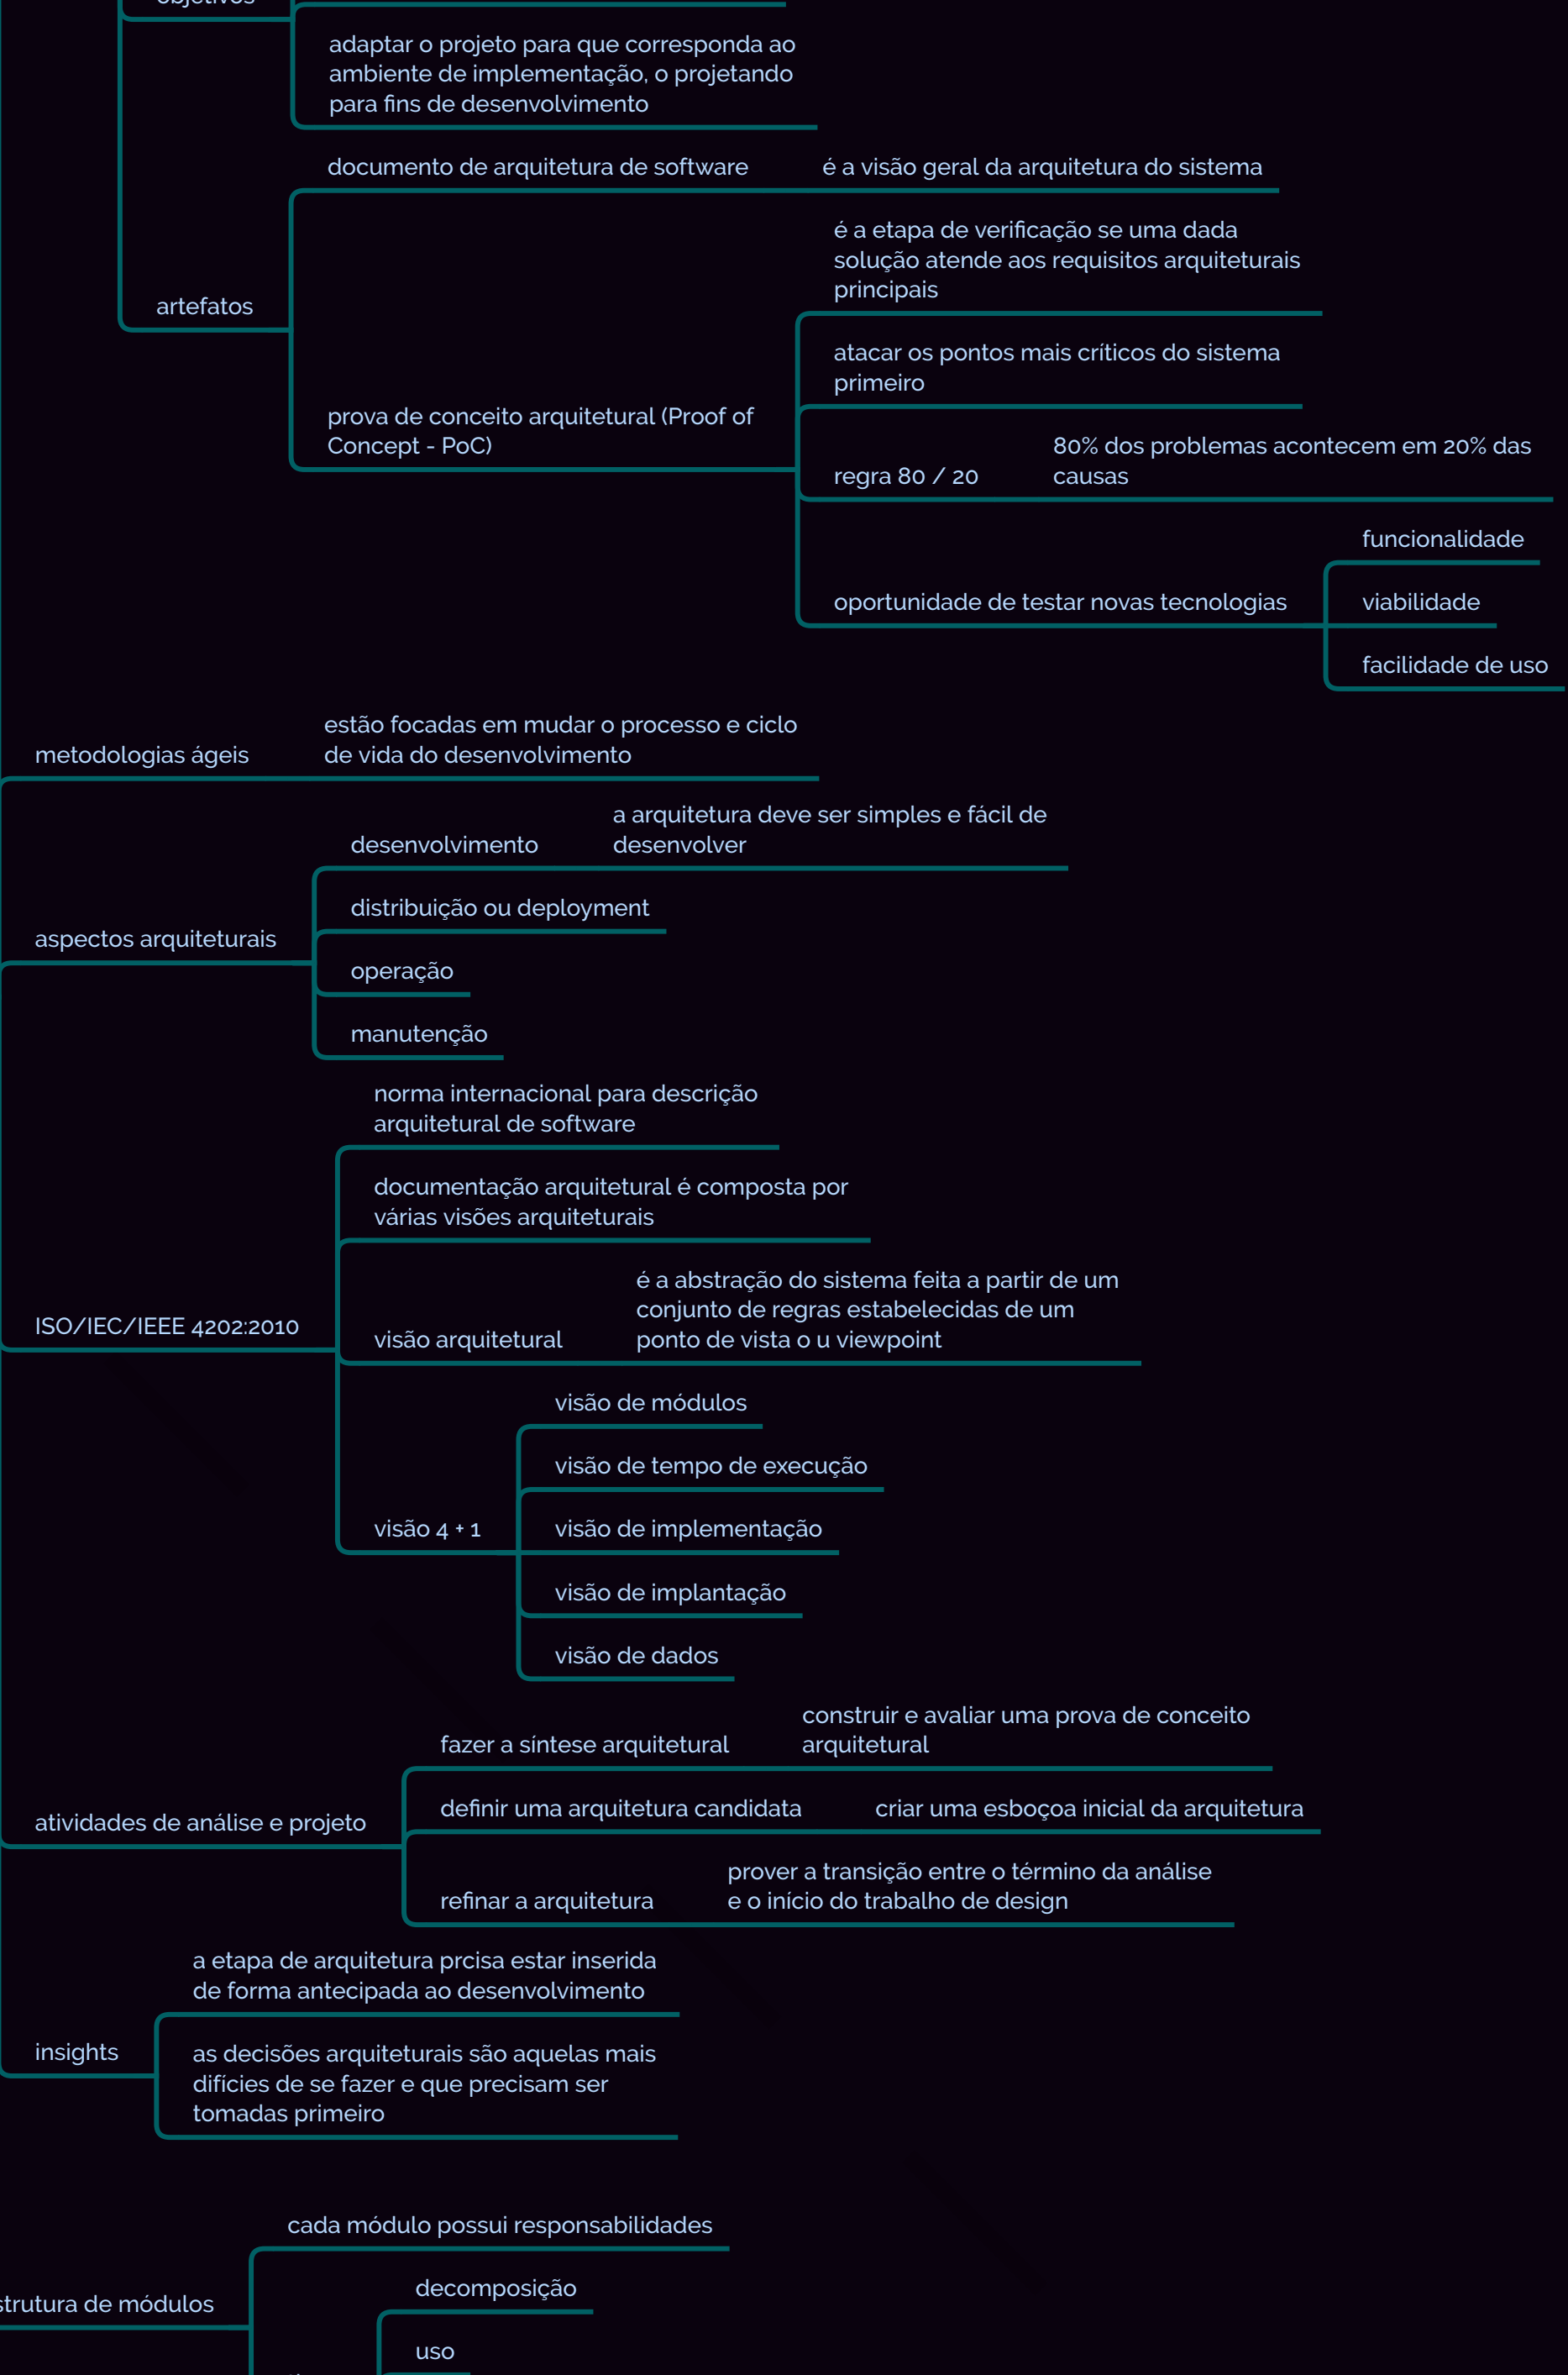 objetivos
adaptar o projeto para que corresponda ao
ambiente de implementação, o projetando
para fins de desenvolvimento
artefatos
documento de arquitetura de software
é a visão geral da arquitetura do sistema
prova de conceito arquitetural (Proof of
Concept - PoC)
é a etapa de verificação se uma dada
solução atende aos requisitos arquiteturais
principais
atacar os pontos mais críticos do sistema
primeiro
regra 80 / 20
80% dos problemas acontecem em 20% das
causas
oportunidade de testar novas tecnologias
funcionalidade
viabilidade
facilidade de uso
metodologias ágeis
estão focadas em mudar o processo e ciclo
de vida do desenvolvimento
aspectos arquiteturais
desenvolvimento
a arquitetura deve ser simples e fácil de
desenvolver
distribuição ou deployment
operação
manutenção
ISO/IEC/IEEE 4202:2010
norma internacional para descrição
arquitetural de software
documentação arquitetural é composta por
várias visões arquiteturais
visão arquitetural
é a abstração do sistema feita a partir de um
conjunto de regras estabelecidas de um
ponto de vista o u viewpoint
visão 4 + 1
visão de módulos
visão de tempo de execução
visão de implementação
visão de implantação
visão de dados
atividades de análise e projeto
fazer a síntese arquitetural
construir e avaliar uma prova de conceito
arquitetural
definir uma arquitetura candidata
criar uma esboçoa inicial da arquitetura
refinar a arquitetura
prover a transição entre o término da análise
e o início do trabalho de design
insights
a etapa de arquitetura prcisa estar inserida
de forma antecipada ao desenvolvimento
as decisões arquiteturais são aquelas mais
difícies de se fazer e que precisam ser
tomadas primeiro
strutura de módulos
cada módulo possui responsabilidades
decomposição
uso